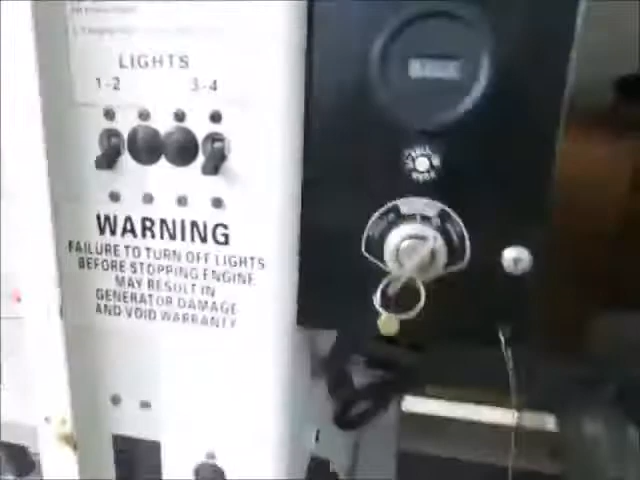 LIGHTS
1-2 3-4
WARNING
FAILURE TO TURN OFF LIGHTS
BEFORE STOPPING ENGINE
MAY RESULT IN
GENERATOR DAMAGE
AND VOID WARRANTY